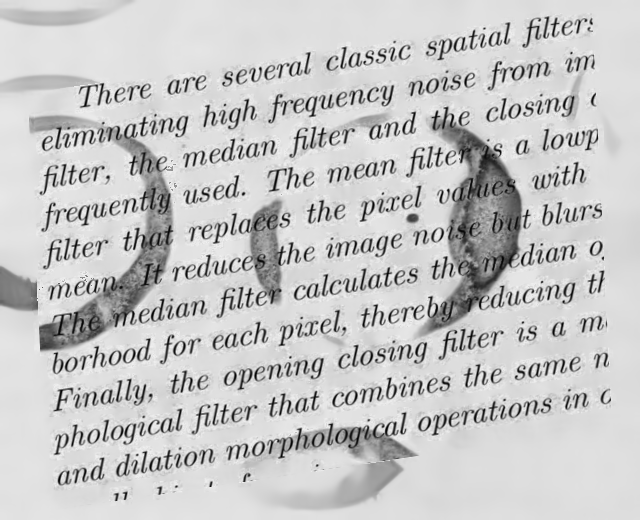 There are several classic spatial filters
eliminating high frequency noise from im
filter, the median filter and the closing
frequently used. The mean filter is a lowp
filter that replaces the pixel values with
mean. It reduces the image noise but blurs
The median filter calculates the median o
borhood for each pixel, thereby reducing th
Finally, the opening closing filter is a m
phological filter that combines the same n
and dilation morphological operations in o